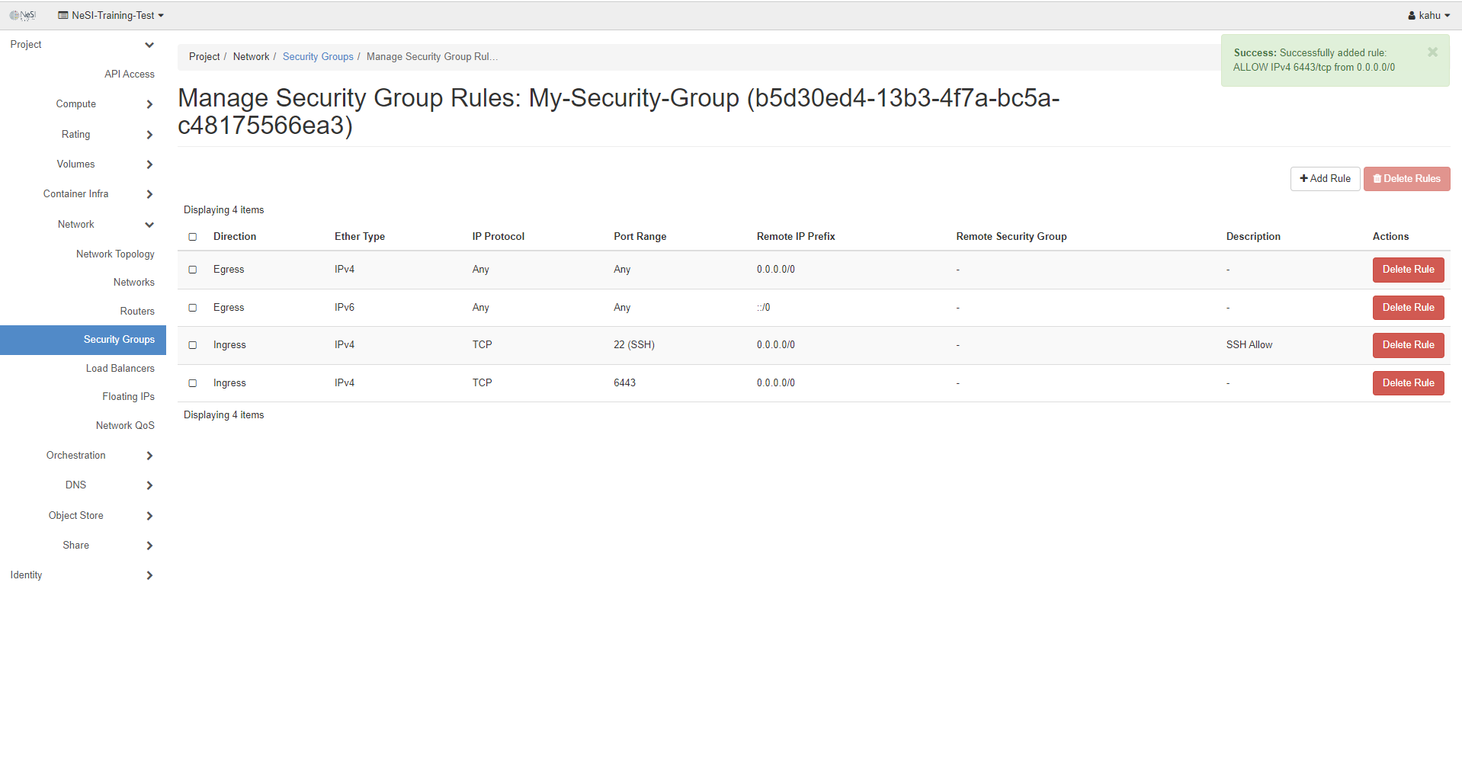 NeSI
NeSI-Training-Test
kahu
Project
API Access
Compute
Rating
Volumes
Container Infra
Network
Network Topology
Networks
Routers
Security Groups
Load Balancers
Floating IPs
Network QoS
Orchestration
DNS
Object Store
Share
Identity
Project / Network / Security Groups / Manage Security Group Rul...
Success: Successfully added rule:
ALLOW IPv4 6443/tcp from 0.0.0.0/0
Manage Security Group Rules: My-Security-Group (b5d30ed4-13b3-4f7a-bc5a-
c48175566ea3)
Add Rule Delete Rules
Displaying 4 items
Direction Ether Type IP Protocol Port Range Remote IP Prefix Remote Security Group Description Actions
Egress IPv4 Any Any 0.0.0.0/0 - - Delete Rule
Egress IPv6 Any Any ::/0 - - Delete Rule
Ingress IPv4 TCP 22 (SSH) 0.0.0.0/0 - SSH Allow Delete Rule
Ingress IPv4 TCP 6443 0.0.0.0/0 - - Delete Rule
Displaying 4 items